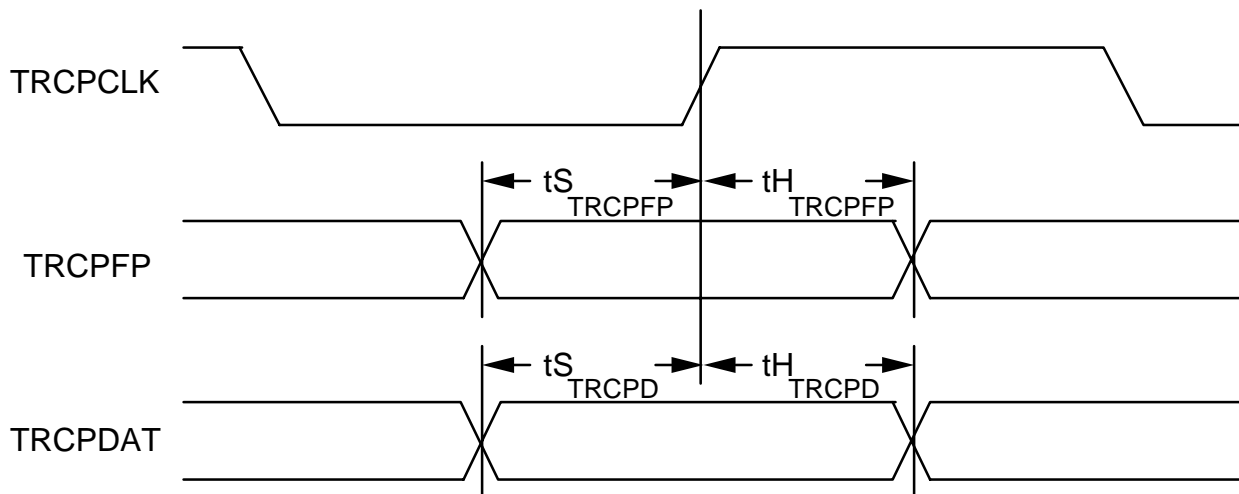 TRCPCLK
tS TRCPFP
tH TRCPFP
TRCPFP
tS TRCPD
tH TRCPD
TRCPDAT